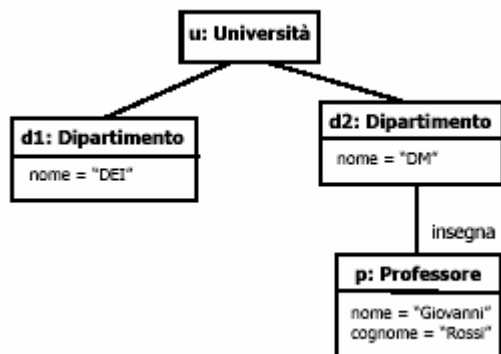 u: Università
d1: Dipartimento
nome = "DEI"
d2: Dipartimento
nome = "DM"
insegna
p: Professore
nome = "Giovanni"
cognome = "Rossi"